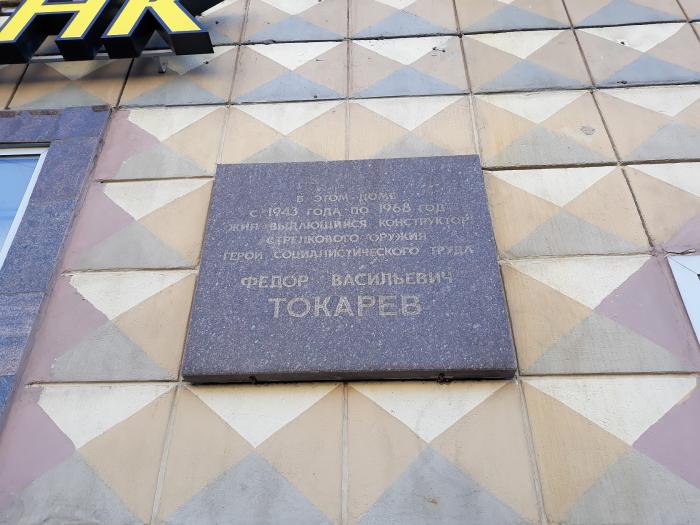 НК
В ЭТОМ ДОМЕ
С 1943 ГОДА ПО 1968 ГОД
ЖИЛ ВЫДАЮЩИЙСЯ КОНСТРУКТОР
СТРЕЛКОВОГО ОРУЖИЯ
ГЕРОЙ СОЦИАЛИСТИЧЕСКОГО ТРУДА
ФЕДОР ВАСИЛЬЕВИЧ
ТОКАРЕВ